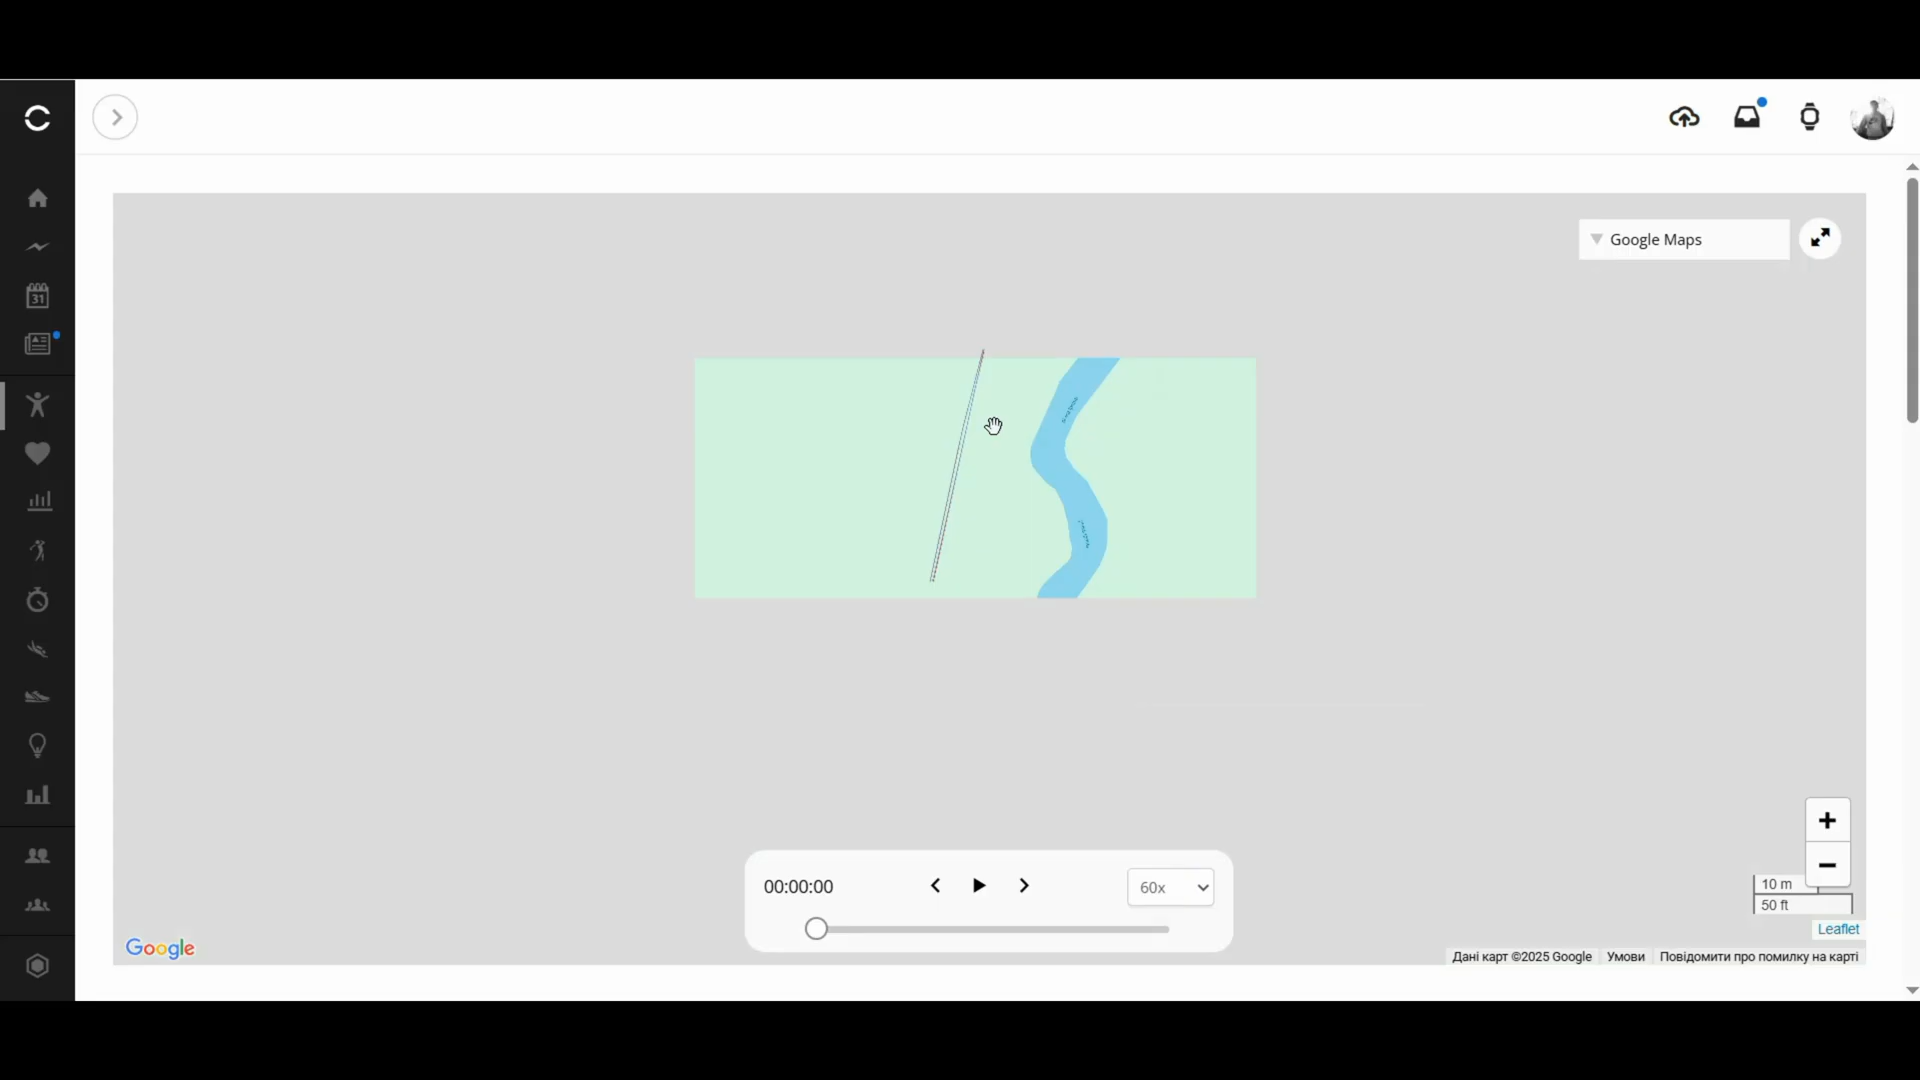 Google Maps
31
00:00:00
60x
10 m
50 ft
Leaflet
Google
Дані карт ©2025 Google
Умови
Повідомити про помилку на карті